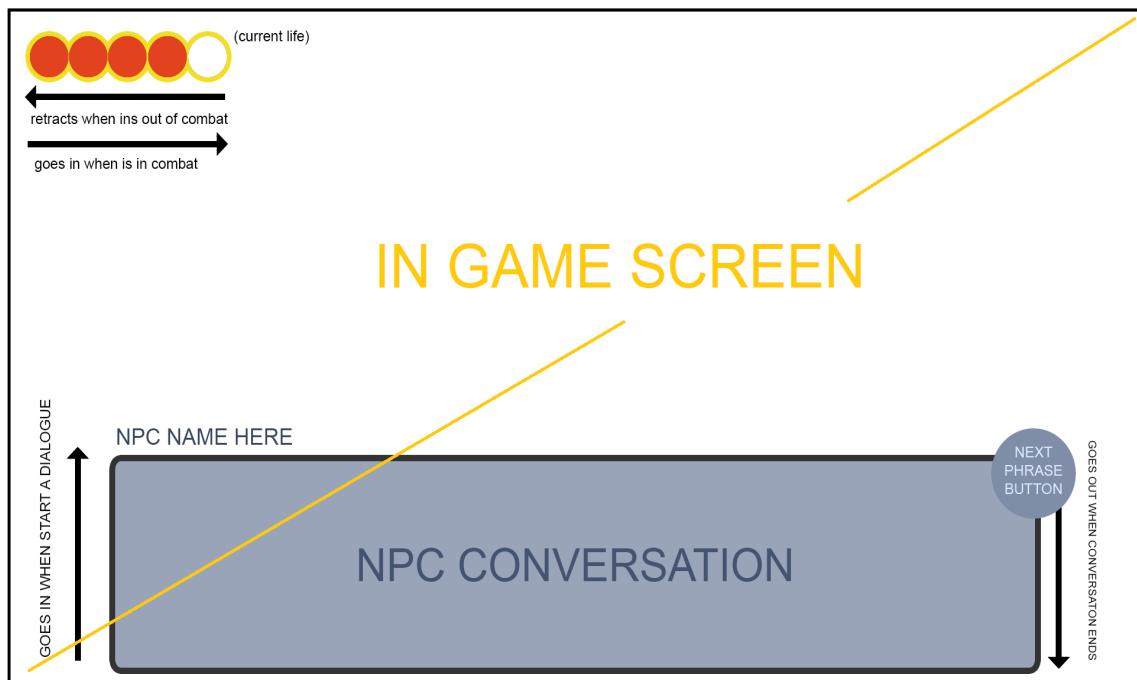 (current life)
retracts when ins out of combat
goes in when is in combat
IN GAME SCREEN
GOES IN WHEN START A DIALOGUE
NPC NAME HERE
NEXT
PHRASE
BUTTON
NPC CONVERSATION
GOES OUT WHEN CONVERSATON ENDS